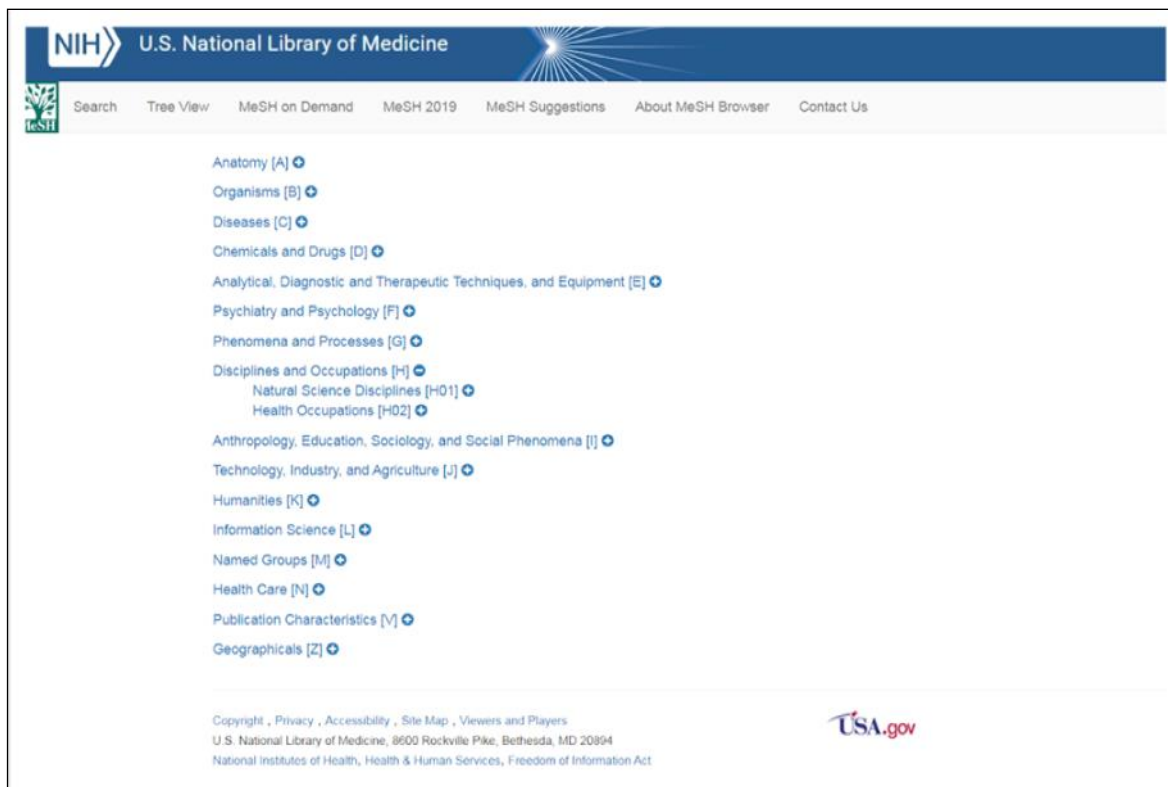 NIH U.S. National Library of Medicine
MeSH Search Tree View MeSH on Demand MeSH 2019 MeSH Suggestions About MeSH Browser Contact Us
Anatomy [A]
Organisms [B]
Diseases [C]
Chemicals and Drugs [D]
Analytical, Diagnostic and Therapeutic Techniques, and Equipment [E]
Psychiatry and Psychology [F]
Phenomena and Processes [G]
Disciplines and Occupations [H]
Natural Science Disciplines [H01]
Health Occupations [H02]
Anthropology, Education, Sociology, and Social Phenomena [I]
Technology, Industry, and Agriculture [J]
Humanities [K]
Information Science [L]
Named Groups [M]
Health Care [N]
Publication Characteristics [V]
Geographicals [Z]
Copyright , Privacy , Accessibility , Site Map , Viewers and Players
U.S. National Library of Medicine, 8600 Rockville Pike, Bethesda, MD 20894
National Institutes of Health, Health & Human Services, Freedom of Information Act
USA.gov